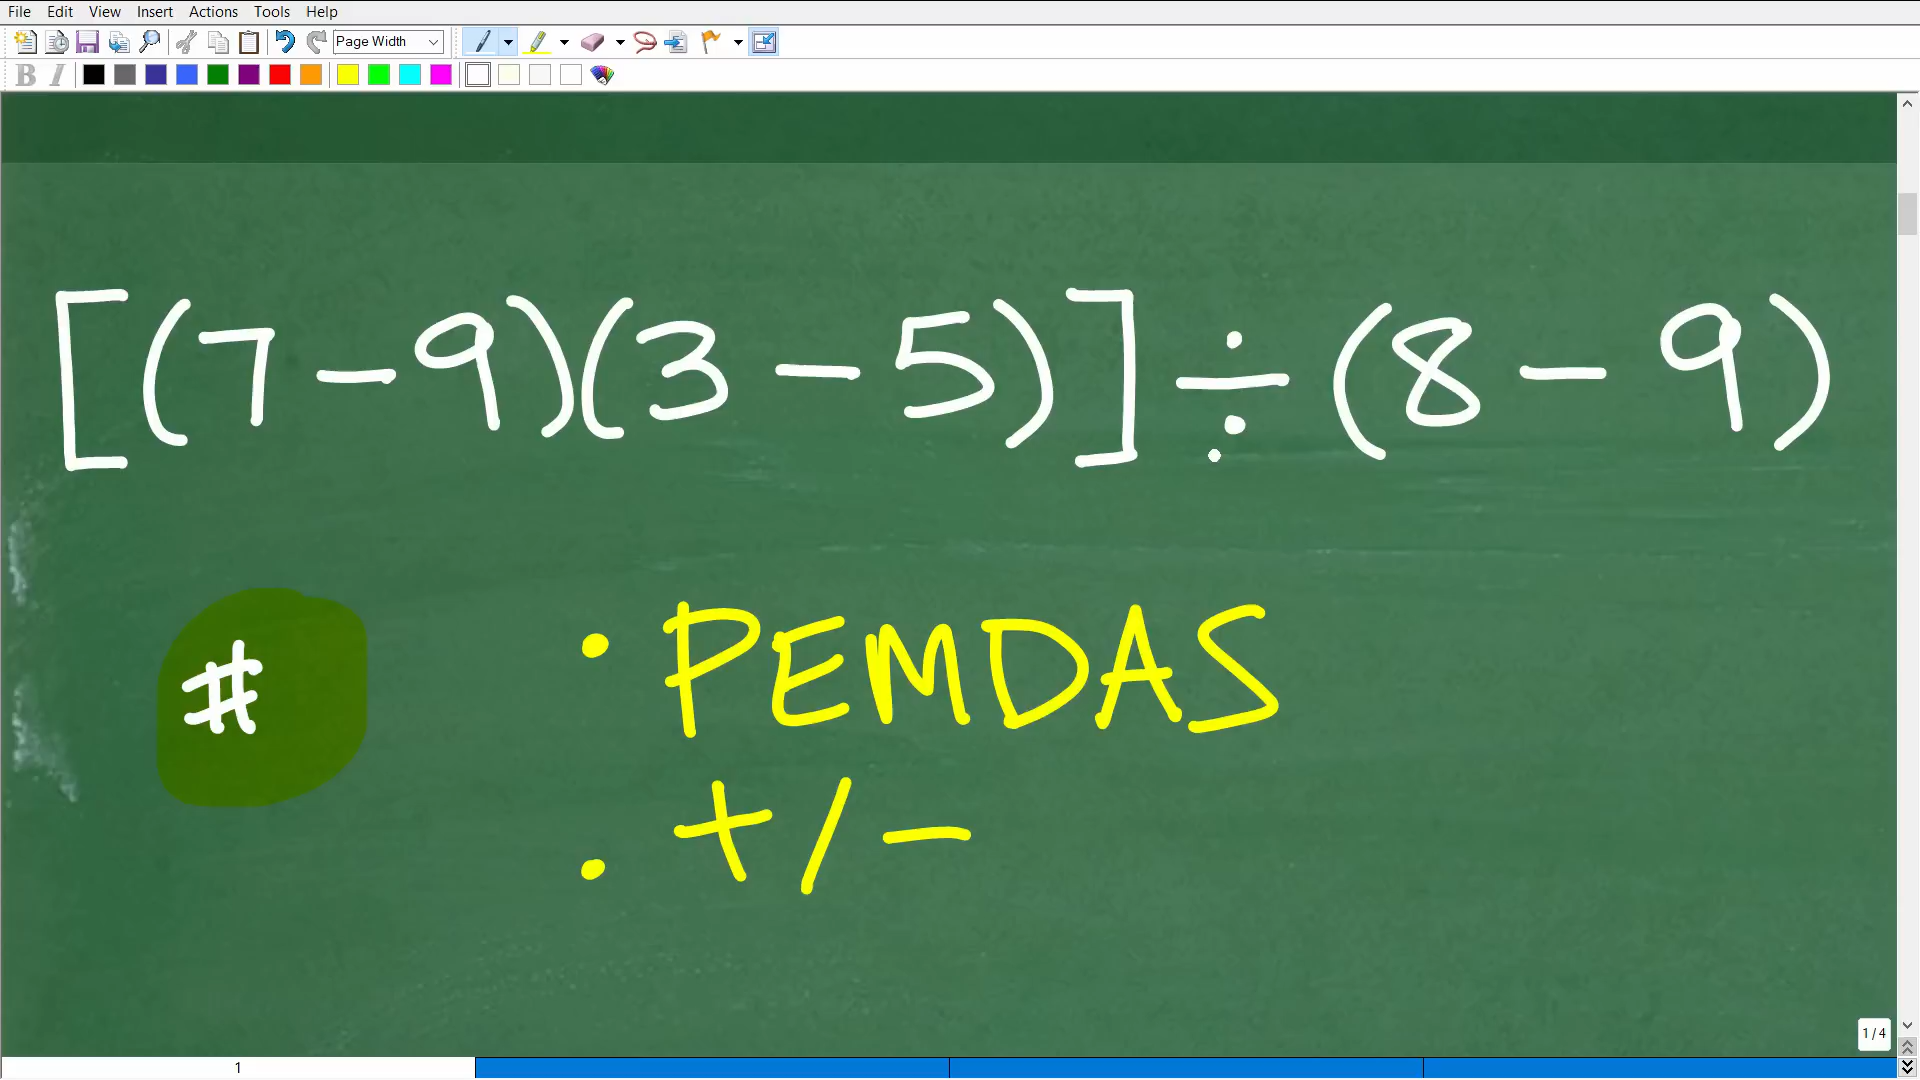 File Edit View Insert Actions Tools Help
Page Width
B I
[(7-9)(3-5)]÷(8-9)
# 
• PEMDAS
• +/-
1 / 4
1